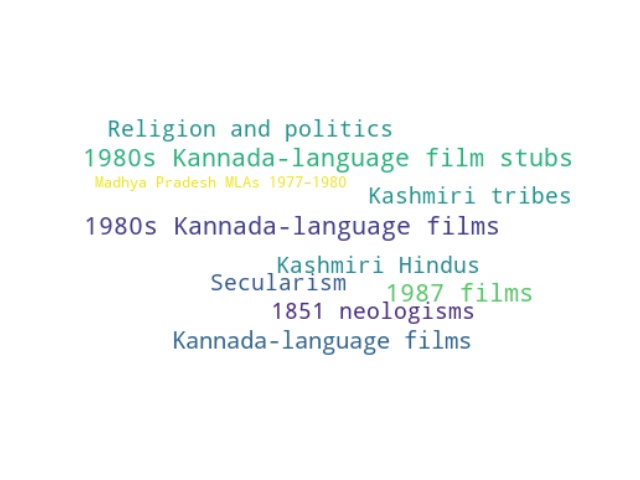 Religion and politics
1980s Kannada-language film stubs
Madhya Pradesh MLAs 1977–1980
Kashmiri tribes
1980s Kannada-language films
Kashmiri Hindus
Secularism
1987 films
1851 neologisms
Kannada-language films